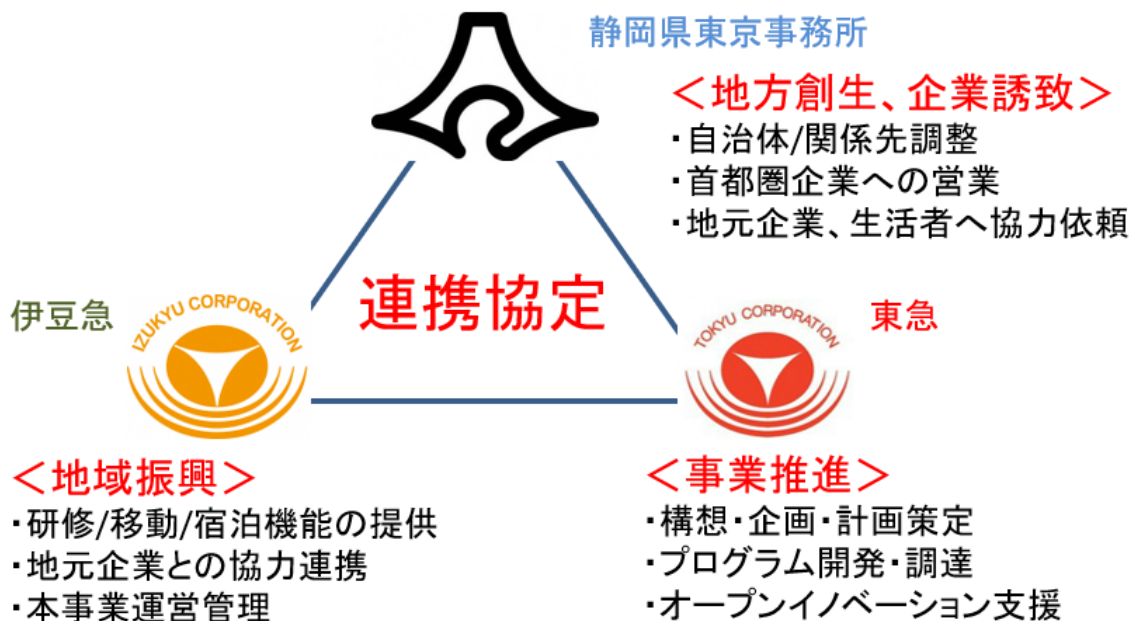 静岡県東京事務所
＜地方創生、企業誘致＞
・自治体/関係先調整
・首都圏企業への営業
・地元企業、生活者へ協力依頼
連携協定
伊豆急
IZUKYU CORPORATION
＜地域振興＞
・研修/移動/宿泊機能の提供
・地元企業との協力連携
・本事業運営管理
東急
TOKYU CORPORATION
＜事業推進＞
・構想・企画・計画策定
・プログラム開発・調達
・オープンイノベーション支援